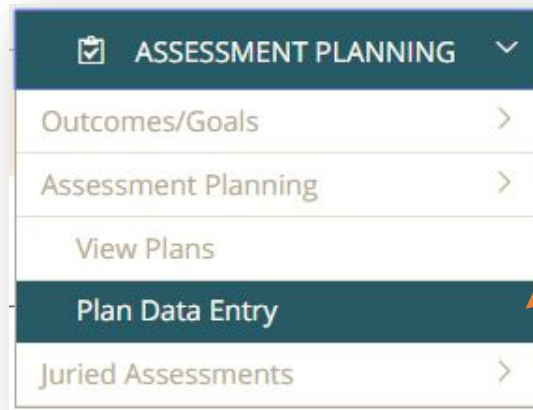 ASSESSMENT PLANNING
Outcomes/Goals
Assessment Planning
View Plans
Plan Data Entry
Juried Assessments